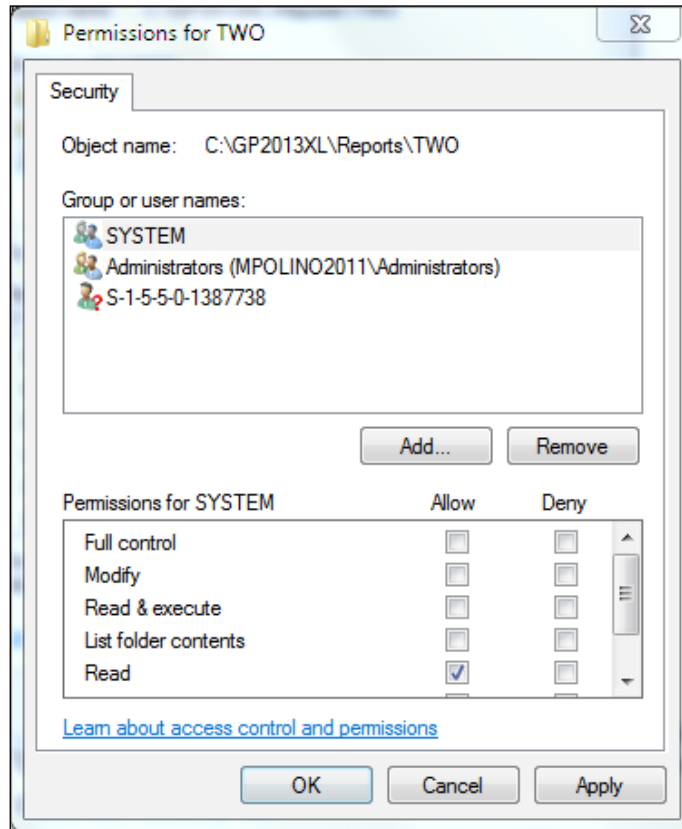 Permissions for TWO
Security
Object name: C:\GP2013XL\Reports\TWO
Group or user names:
SYSTEM
Administrators (MPOLINO2011\Administrators)
S-1-5-5-0-1387738
Add... Remove
Permissions for SYSTEM Allow Deny
Full control
Modify
Read & execute
List folder contents
Read
Learn about access control and permissions
OK Cancel Apply